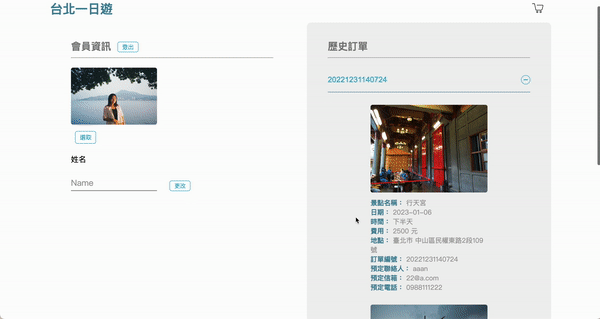 台北一日遊
會員資訊
登出
選取
姓名
Name
更改
歷史訂單
20221231140724
景點名稱： 行天宮
日期： 2023-01-06
時間： 下半天
費用： 2500 元
地點： 臺北市 中山區民權東路2段109
號
訂單編號： 20221231140724
預定聯絡人： aaan
預定信箱： 22@a.com
預定電話： 0988111222